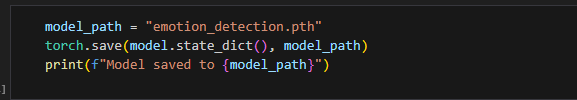 model_path = "emotion_detection.pth"
torch.save(model.state_dict(), model_path)
print(f"Model saved to {model_path}")
]